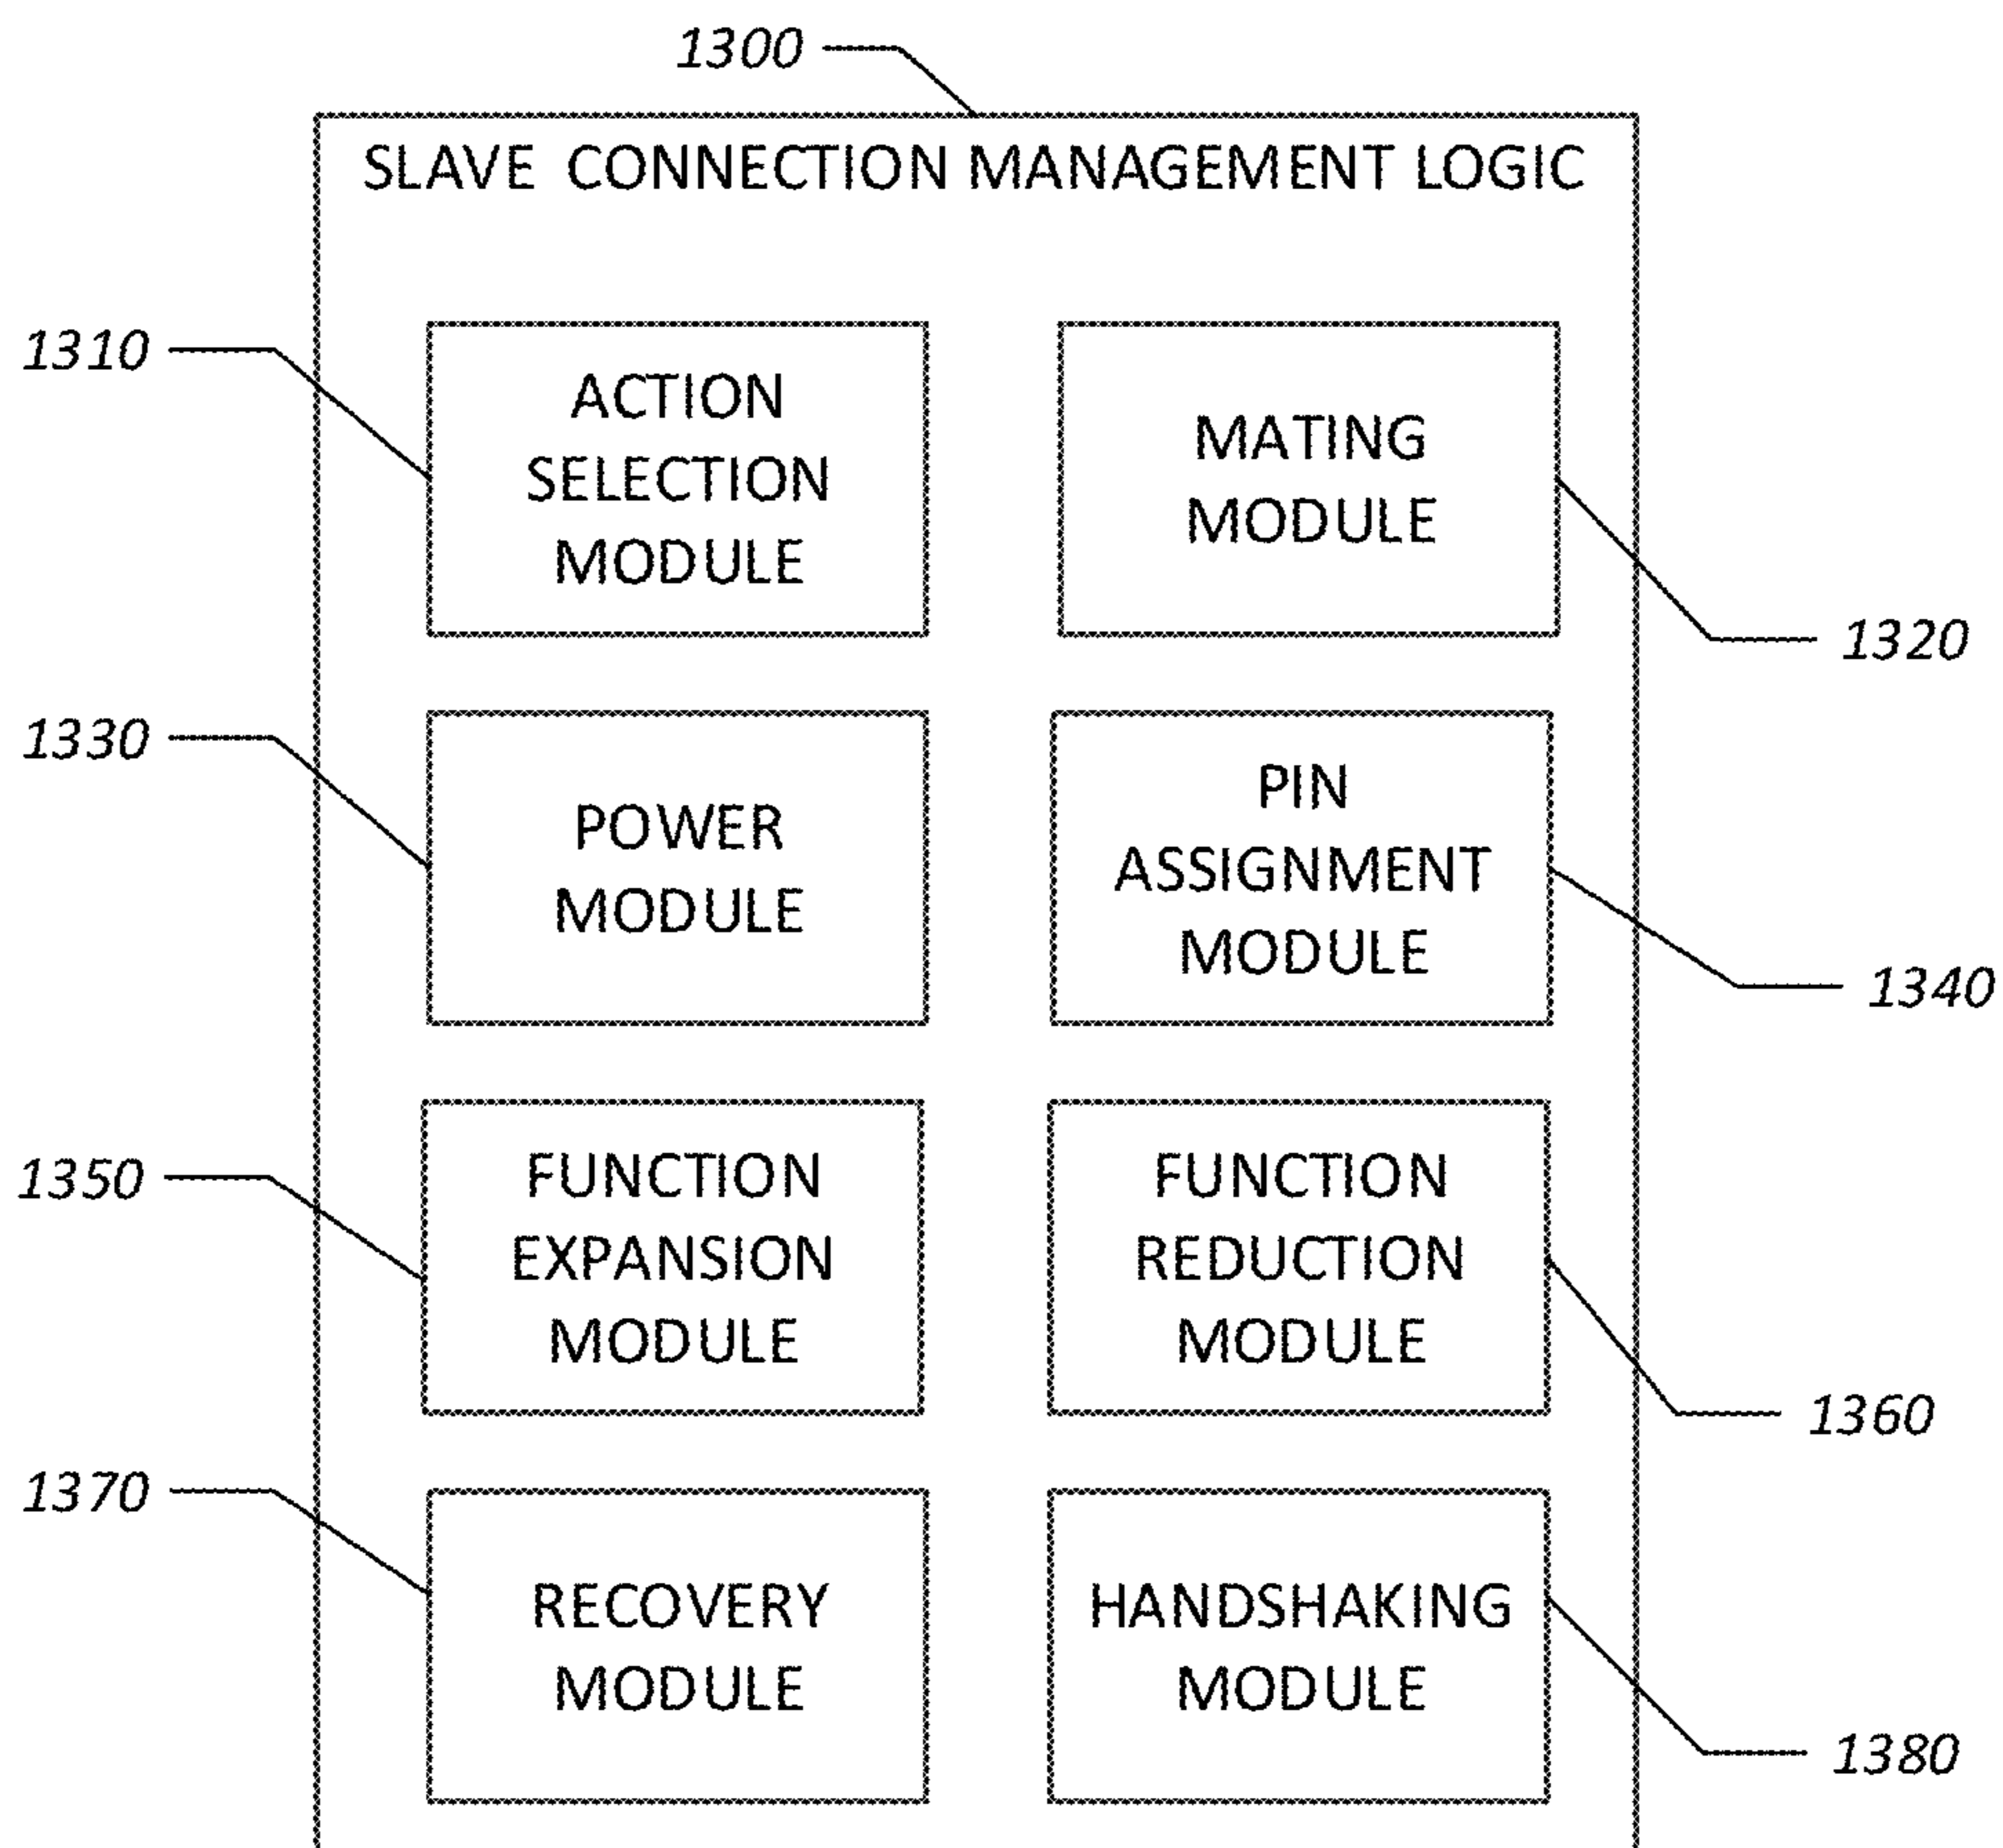 1300
SLAVE CONNECTION MANAGEMENT LOGIC
1310
ACTION
SELECTION
MODULE
MATING
MODULE
1320
1330
POWER
MODULE
PIN
ASSIGNMENT
MODULE
1340
1350
FUNCTION
EXPANSION
MODULE
FUNCTION
REDUCTION
MODULE
1360
1370
RECOVERY
MODULE
HANDSHAKING
MODULE
1380